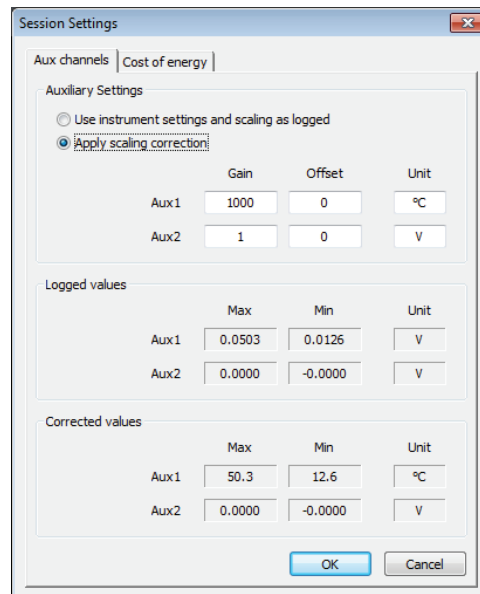 Session Settings
Aux channels Cost of energy
Auxiliary Settings
Use instrument settings and scaling as logged
Apply scaling correction
Gain Offset Unit
Aux1 1000 0 ºC
Aux2 1 0 V
Logged values
Max Min Unit
Aux1 0.0503 0.0126 V
Aux2 0.0000 -0.0000 V
Corrected values
Max Min Unit
Aux1 50.3 12.6 ºC
Aux2 0.0000 -0.0000 V
OK Cancel